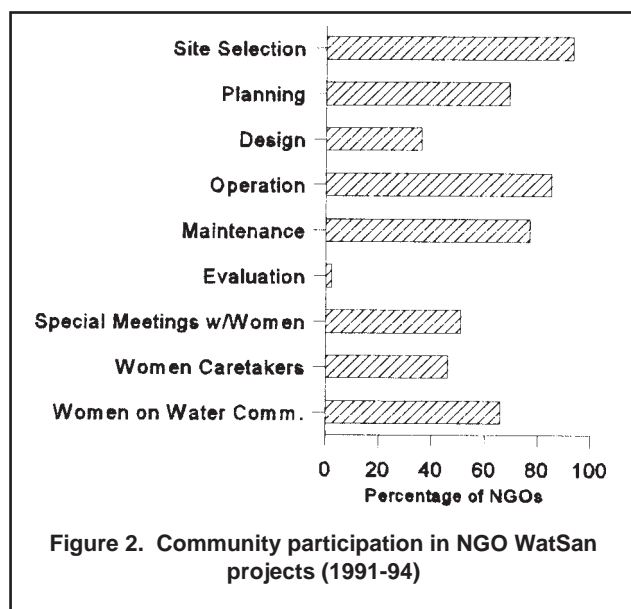 Site Selection
Planning
Design
Operation
Maintenance
Evaluation
Special Meetings w/Women
Women Caretakers
Women on Water Comm.
0 20 40 60 80 100
Percentage of NGOs
Figure 2. Community participation in NGO WatSan
projects (1991-94)